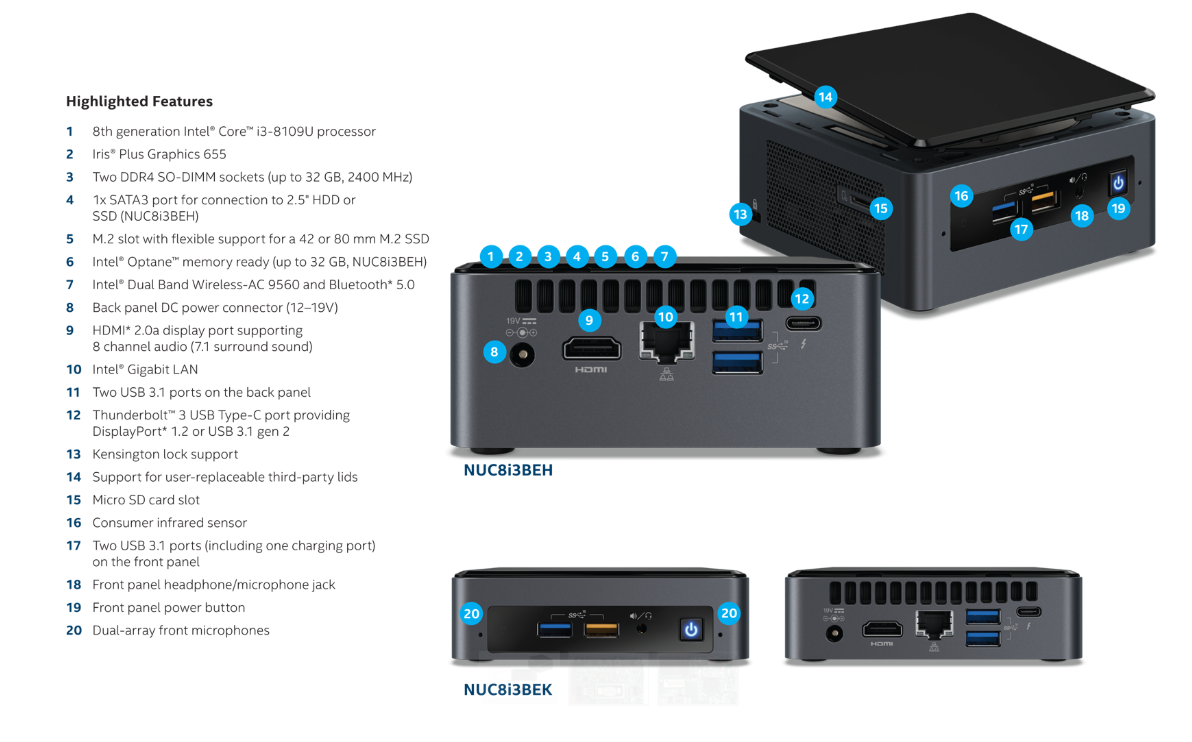 Highlighted Features
1 8th generation Intel® Core™ i3-8109U processor
2 Iris® Plus Graphics 655
3 Two DDR4 SO-DIMM sockets (up to 32 GB, 2400 MHz)
4 1x SATA3 port for connection to 2.5" HDD or
SSD (NUC8i3BEH)
5 M.2 slot with flexible support for a 42 or 80 mm M.2 SSD
6 Intel® Optane™ memory ready (up to 32 GB, NUC8i3BEH)
7 Intel® Dual Band Wireless-AC 9560 and Bluetooth* 5.0
8 Back panel DC power connector (12–19V)
9 HDMI* 2.0a display port supporting
8 channel audio (7.1 surround sound)
10 Intel® Gigabit LAN
11 Two USB 3.1 ports on the back panel
12 Thunderbolt™ 3 USB Type-C port providing
DisplayPort* 1.2 or USB 3.1 gen 2
13 Kensington lock support
14 Support for user-replaceable third-party lids
15 Micro SD card slot
16 Consumer infrared sensor
17 Two USB 3.1 ports (including one charging port)
on the front panel
18 Front panel headphone/microphone jack
19 Front panel power button
20 Dual-array front microphones
14
16
SS
13
15
17
18
19
1 2 3 4 5 6 7
12
19V
9
10
11
8
HDMI
SS
NUC8i3BEH
20
SS
20
NUC8i3BEK
19V
HDMI